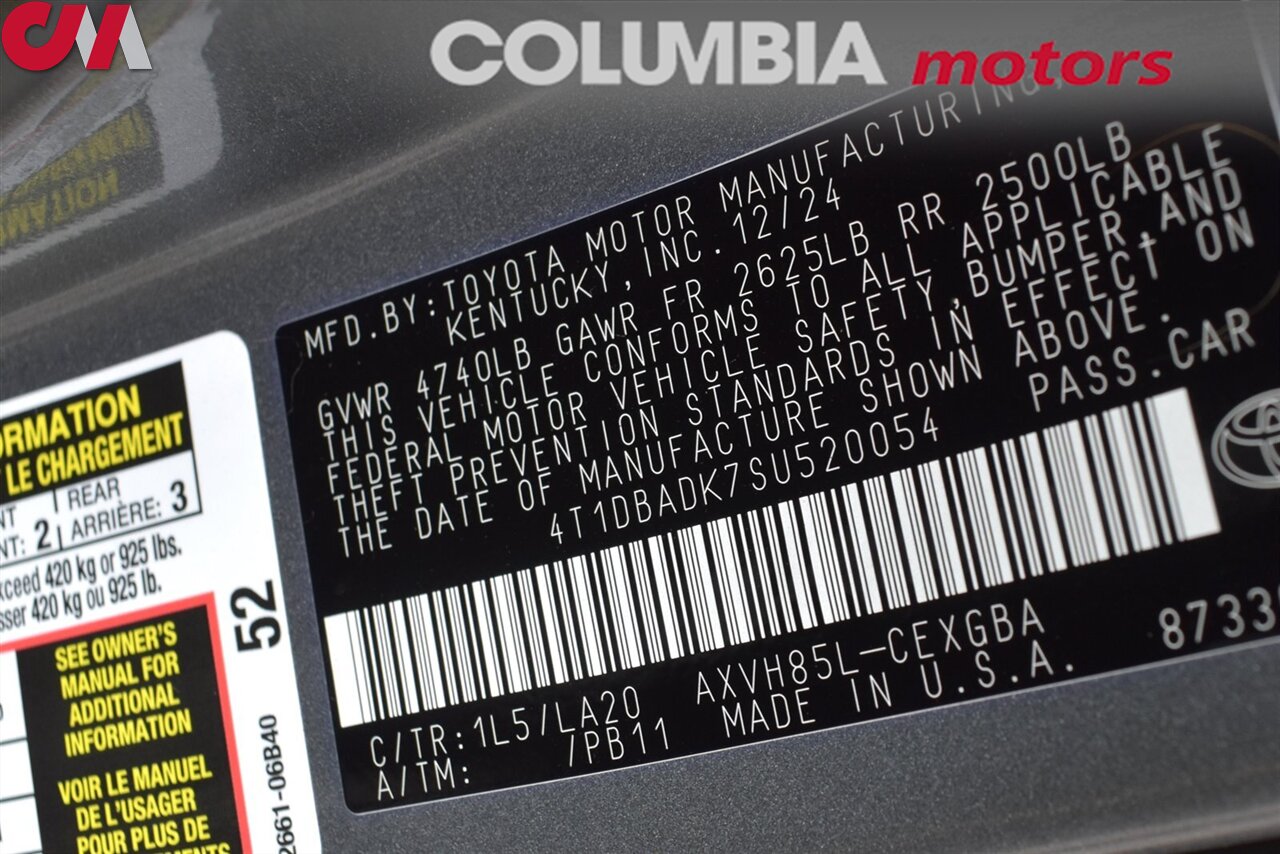 CM
COLUMBIA motors
MFD.BY:TOYOTA MOTOR MANUFACTURING,
KENTUCKY, INC. 12/24
GVWR 4740LB GAWR FR 2625LB RR 2500LB
THIS VEHICLE CONFORMS TO ALL APPLICABLE
FEDERAL MOTOR VEHICLE SAFETY,BUMPER,AND
THEFT PREVENTION STANDARDS IN EFFECT ON
THE DATE OF MANUFACTURE SHOWN ABOVE.
4T1DBADK7SU520054 PASS.CAR
C/TR:1L5/LA20 AXVH85L-CEXGBA
A/TM: /PB11 MADE IN U.S.A.
8733
ORMATION
LE CHARGEMENT
NT 2 REAR 3
NT: ARRIÈRE:
xceed 420 kg or 925 lbs.
sser 420 kg ou 925 lb.
52
SEE OWNER'S
MANUAL FOR
ADDITIONAL
INFORMATION
VOIR LE MANUEL
DE L'USAGER
POUR PLUS DE
2661-06B40